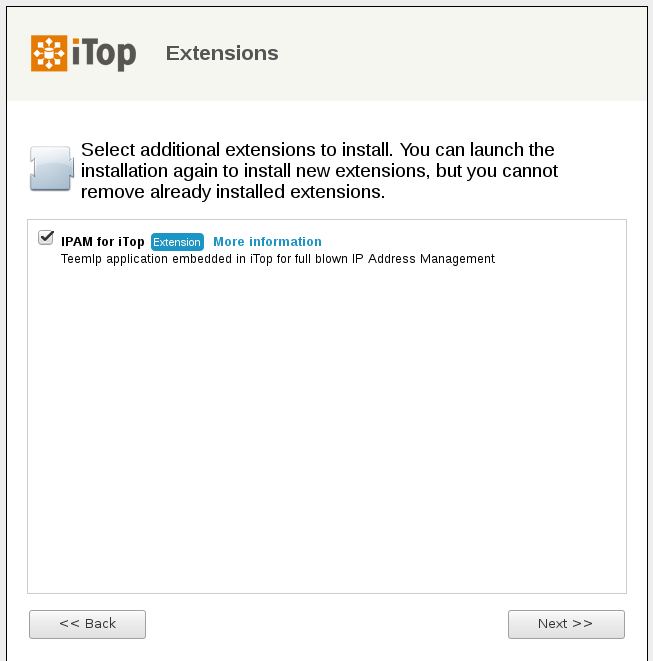 iTop
Extensions
Select additional extensions to install. You can launch the
installation again to install new extensions, but you cannot
remove already installed extensions.
IPAM for iTop Extension More information
TeemIp application embedded in iTop for full blown IP Address Management
<< Back
Next >>